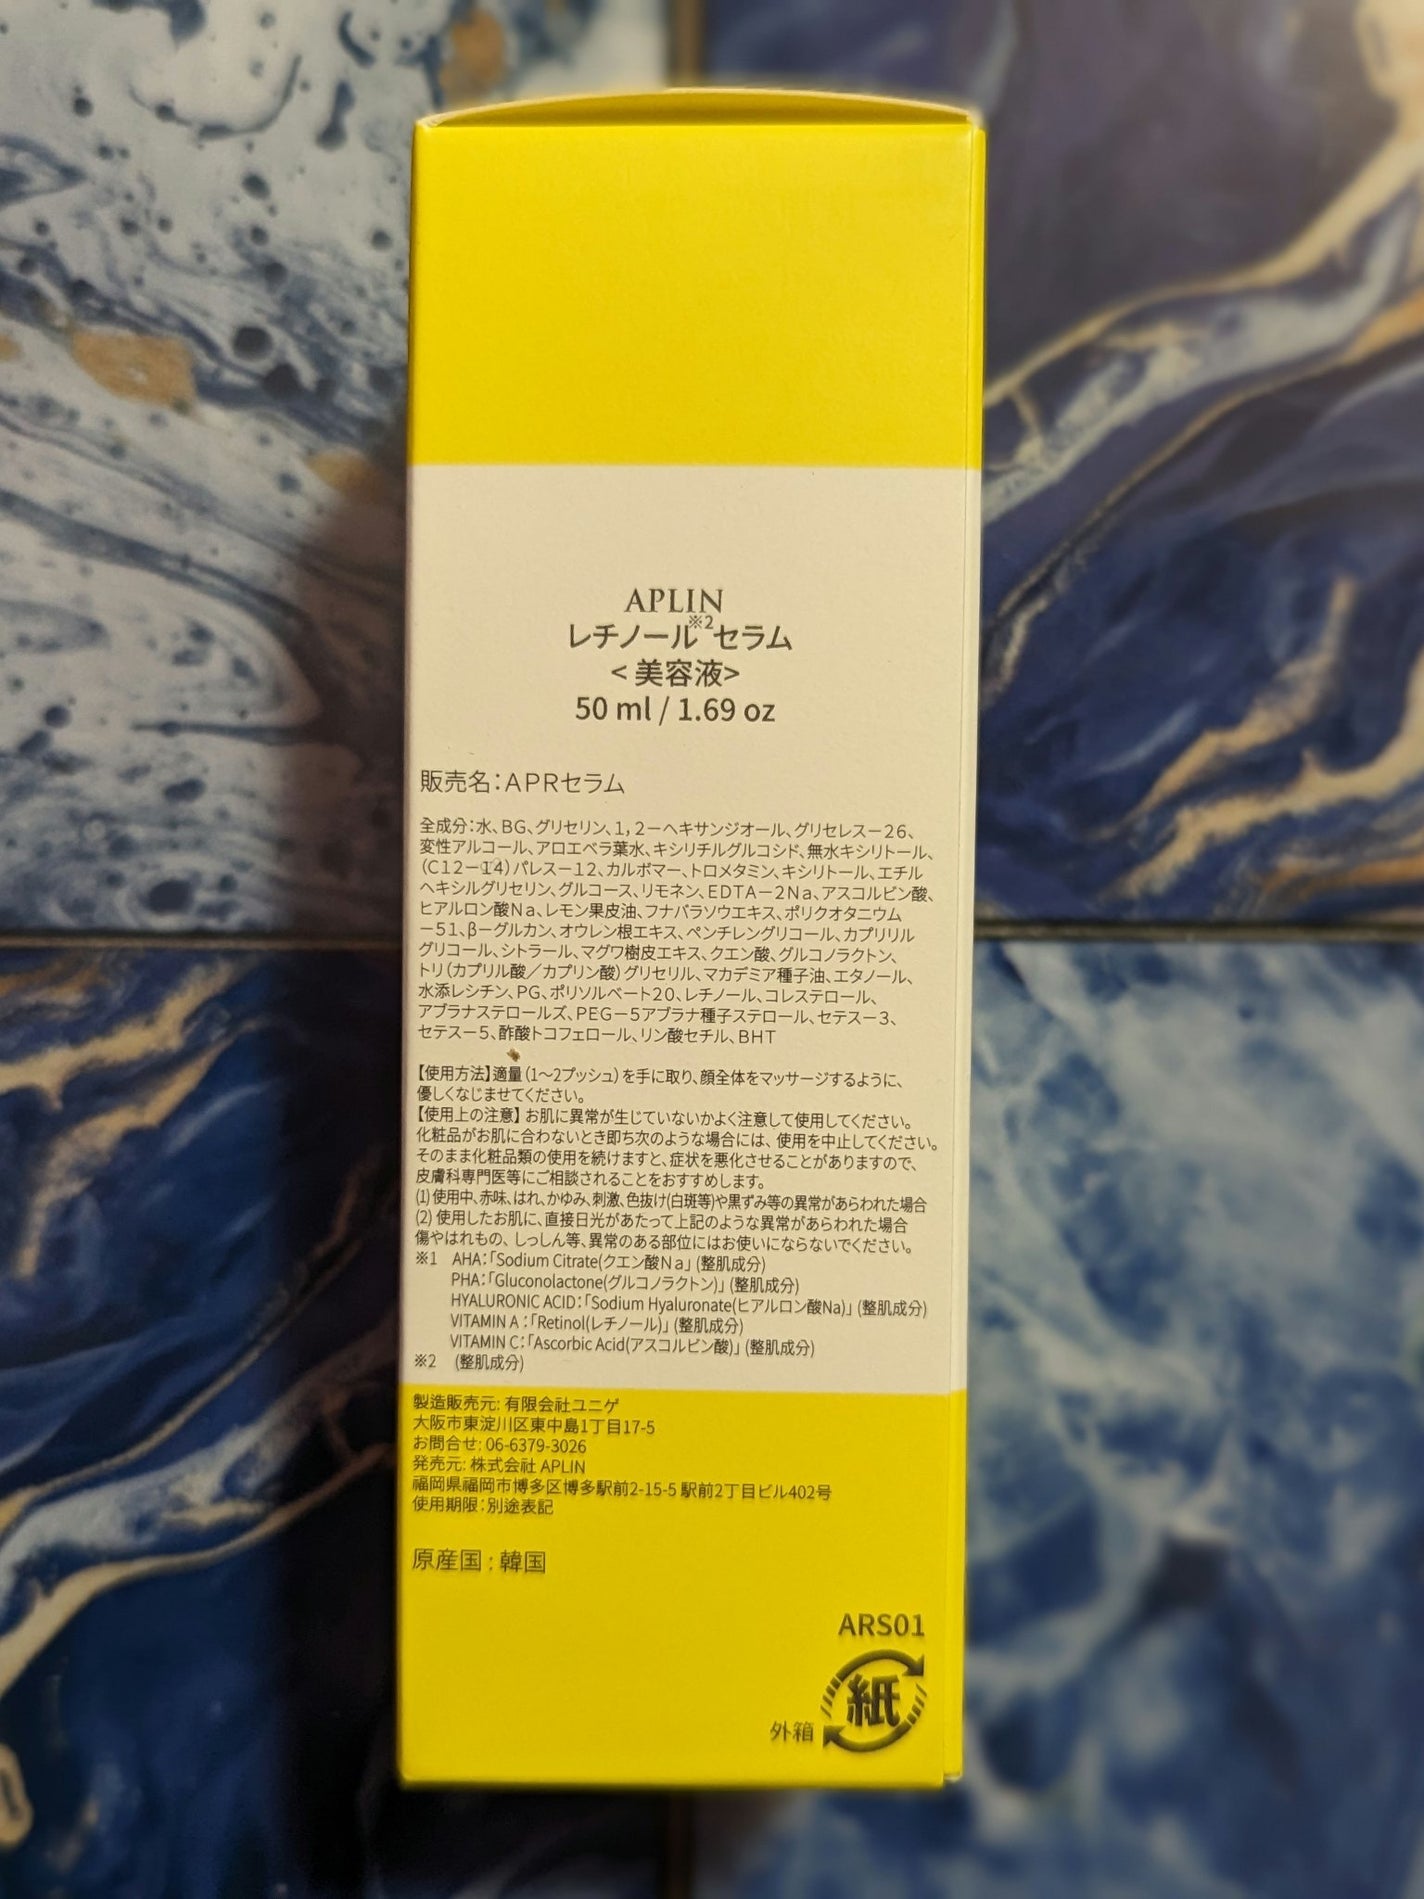 APLIN
レチノール※2セラム
<美容液>
50 ml / 1.69 oz
販売名:APRセラム
全成分:水、BG、グリセリン、1,2-ヘキサンジオール、グリセレス-26、
変性アルコール、アロエベラ葉水、キシリチルグルコシド、無水キシリトール、
(C12-14)パレス-12、カルボマー、トロメタミン、キシリトール、エチル
ヘキシルグリセリン、グルコース、リモネン、EDTA-2Na、アスコルビン酸、
ヒアルロン酸Na、レモン果皮油、フナバラソウエキス、ポリクオタニウム
-51、β-グルカン、オウレン根エキス、ペンチレングリコール、カプリリル
グリコール、シトラール、マグワ樹皮エキス、クエン酸、グルコノラクトン、
トリ(カプリル酸/カプリン酸)グリセリル、マカデミア種子油、エタノール、
水添レシチン、PG、ポリソルベート20、レチノール、コレステロール、
アブラナステロールズ、PEG-5アブラナ種子ステロール、セテス-3、
セテス-5、酢酸トコフェロール、リン酸セチル、BHT
【使用方法】適量(1~2プッシュ)を手に取り、顔全体をマッサージするように、
優しくなじませてください。
【使用上の注意】お肌に異常が生じていないかよく注意して使用してください。
化粧品がお肌に合わないとき即ち次のような場合には、使用を中止してください。
そのまま化粧品類の使用を続けますと、症状を悪化させることがありますので、
皮膚科専門医等にご相談されることをおすすめします。
(1)使用中、赤味、はれ、かゆみ、刺激、色抜け(白斑等)や黒ずみ等の異常があらわれた場合
(2)使用したお肌に、直接日光があたって上記のような異常があらわれた場合
傷やはれもの、しっしん等、異常のある部位にはお使いにならないでください。
※1 AHA:「Sodium Citrate(クエン酸Na」(整肌成分)
PHA:「Gluconolactone(グルコノラクトン)」(整肌成分)
HYALURONIC ACID:「Sodium Hyaluronate(ヒアルロン酸Na)」(整肌成分)
VITAMIN A:「Retinol(レチノール)」(整肌成分)
VITAMIN C:「Ascorbic Acid(アスコルビン酸)」(整肌成分)
※2 (整肌成分)
製造販売元: 有限会社ユニゲ
大阪市東淀川区東中島1丁目17-5
お問合せ: 06-6379-3026
発売元: 株式会社 APLIN
福岡県福岡市博多区博多駅前2-15-5 駅前2丁目ビル402号
使用期限:別途表記
原産国:韓国
ARS01
紙
外箱